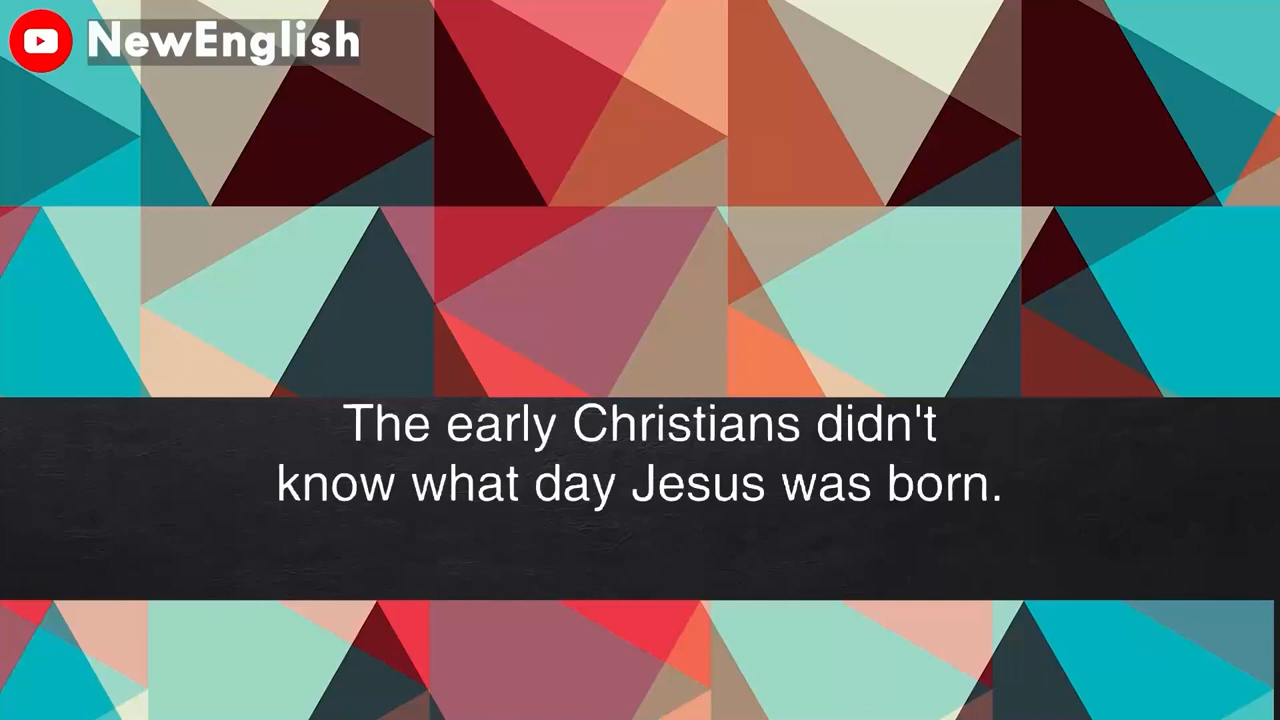 NewEnglish
The early Christians didn't
know what day Jesus was born.